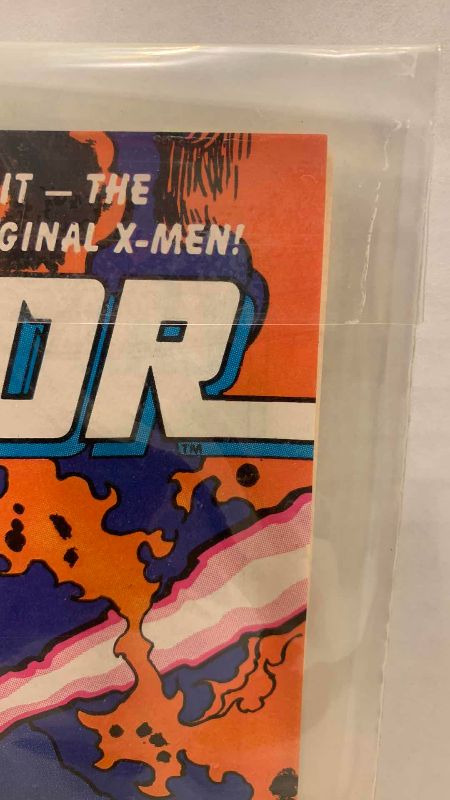 IT — THE
GINAL X-MEN!
OR
TM